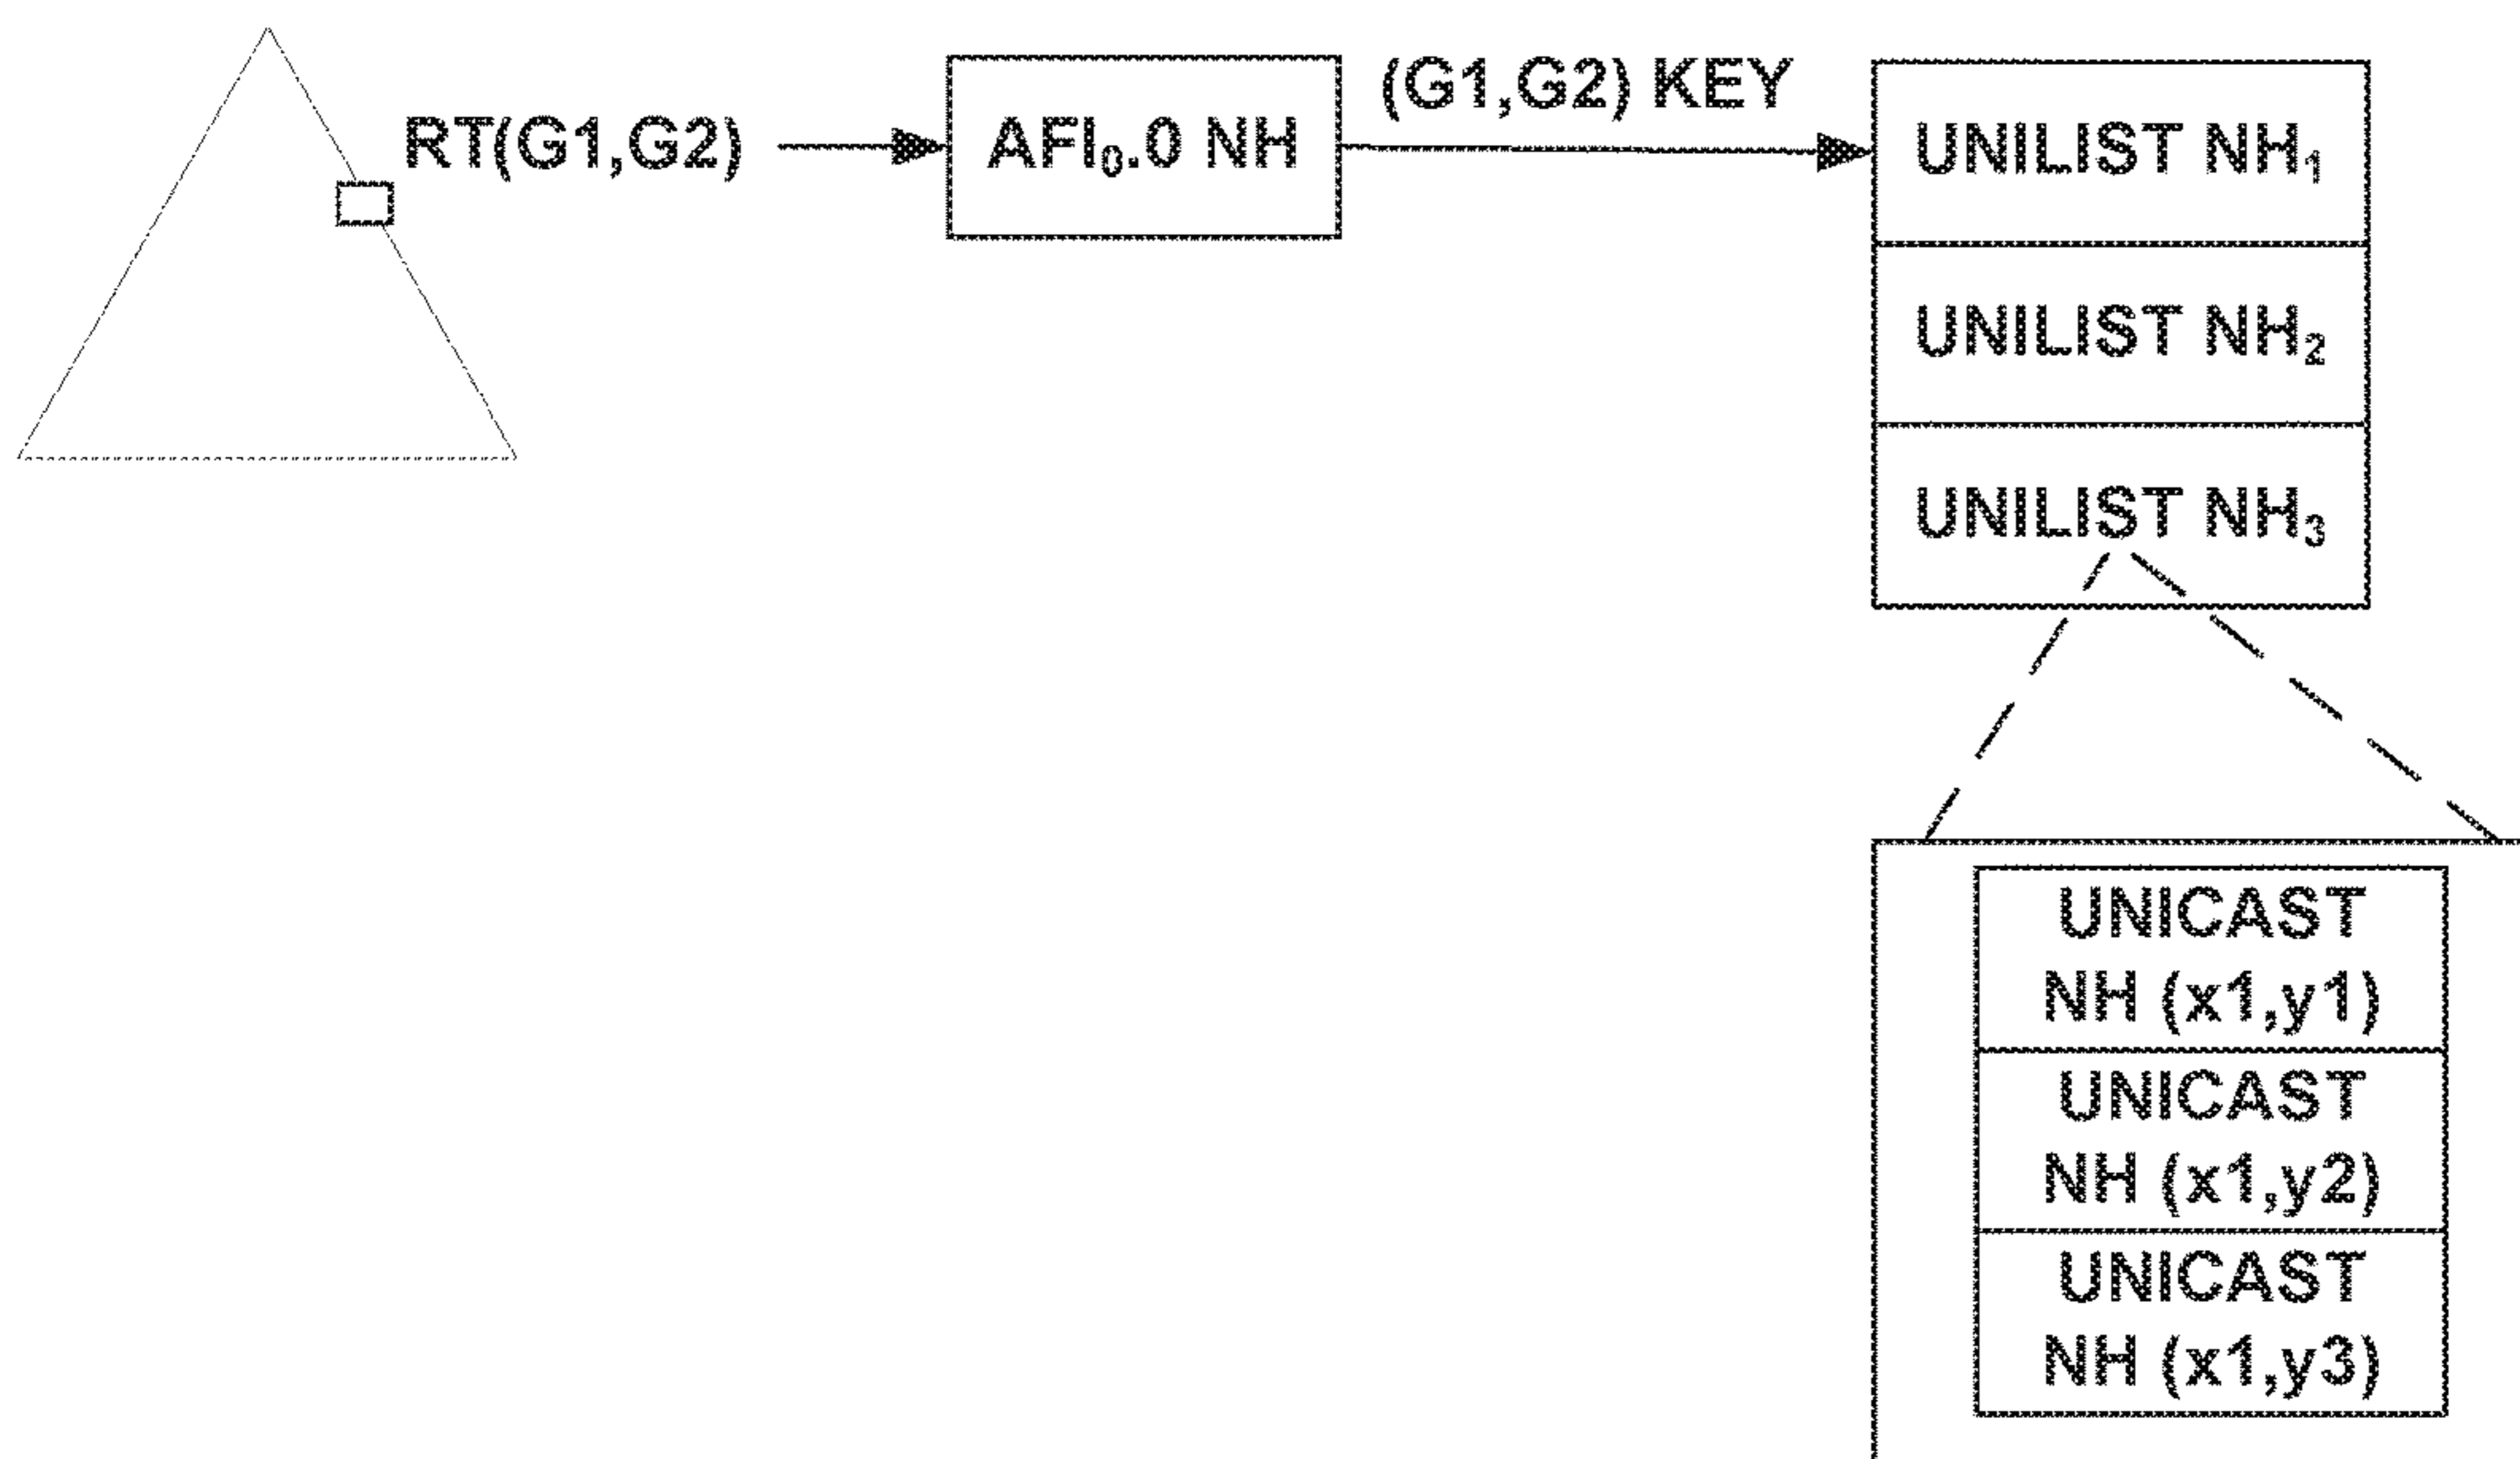 RT(G1,G2)
AFI₀.0 NH
(G1,G2) KEY
UNILIST NH₁
UNILIST NH₂
UNILIST NH₃
UNICAST
NH (x1,y1)
UNICAST
NH (x1,y2)
UNICAST
NH (x1,y3)